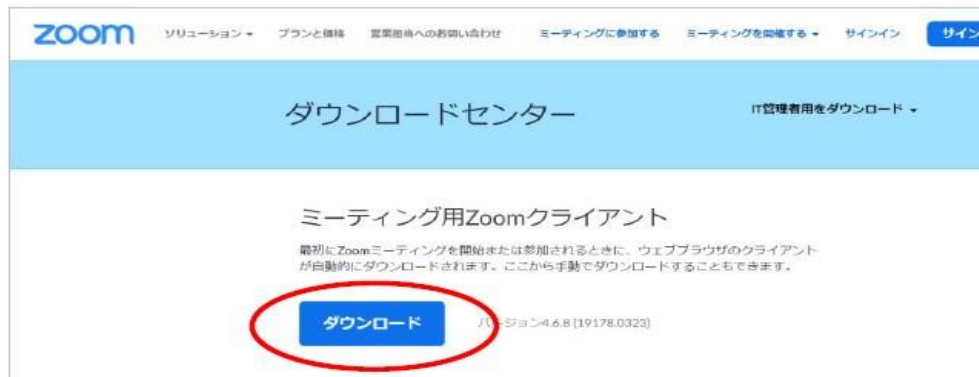 zoom ソリューション プランと価格 営業担当へのお問い合わせ ミーティングに参加する ミーティングを開催する サインイン サイン
ダウンロードセンター IT管理者用をダウンロード
ミーティング用Zoomクライアント
最初にZoomミーティングを開始または参加されるときに、ウェブブラウザのクライアント
が自動的にダウンロードされます。ここから手動でダウンロードすることもできます。
ダウンロード バージョン4.6.8 (19178.0323)